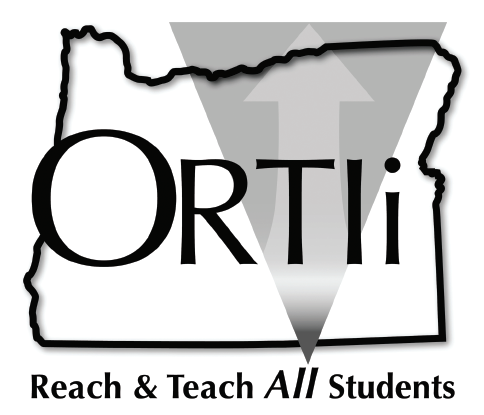 ORTIi
Reach & Teach All Students